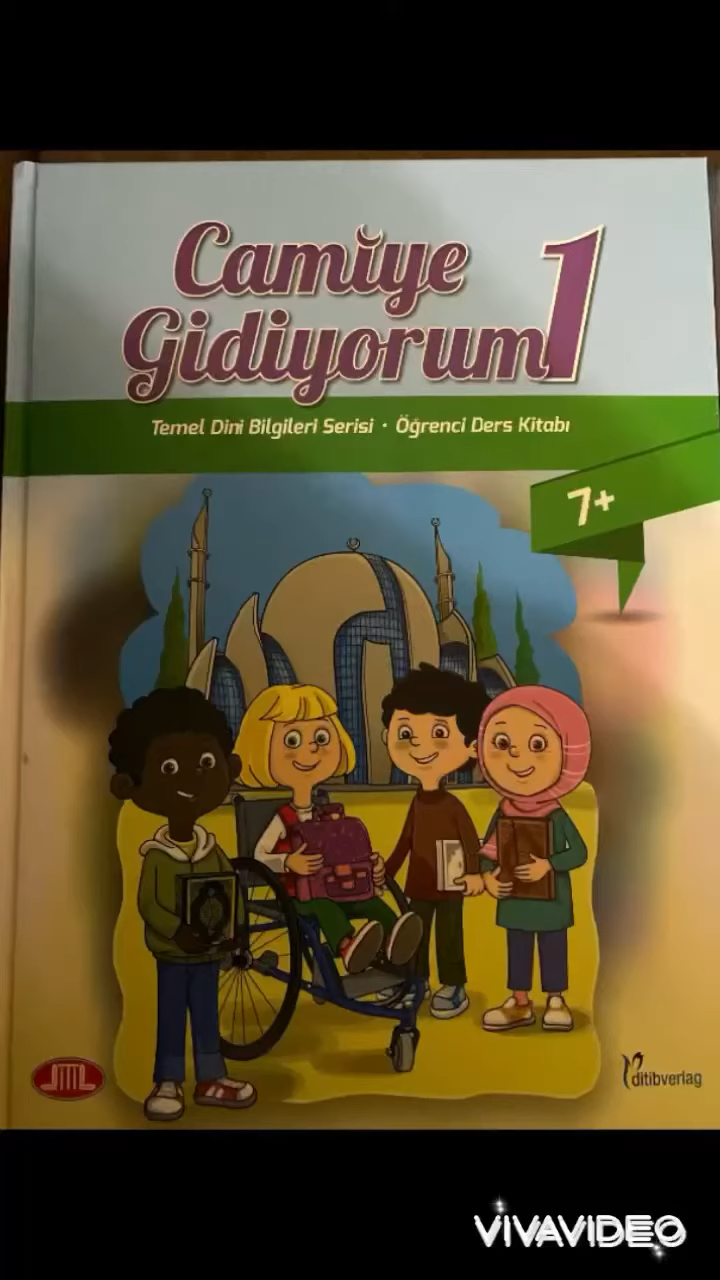 Camiye
Gidiyorum 1
Temel Dini Bilgileri Serisi • Öğrenci Ders Kitabı
7+
ditibverlag
VIVAVIDEO